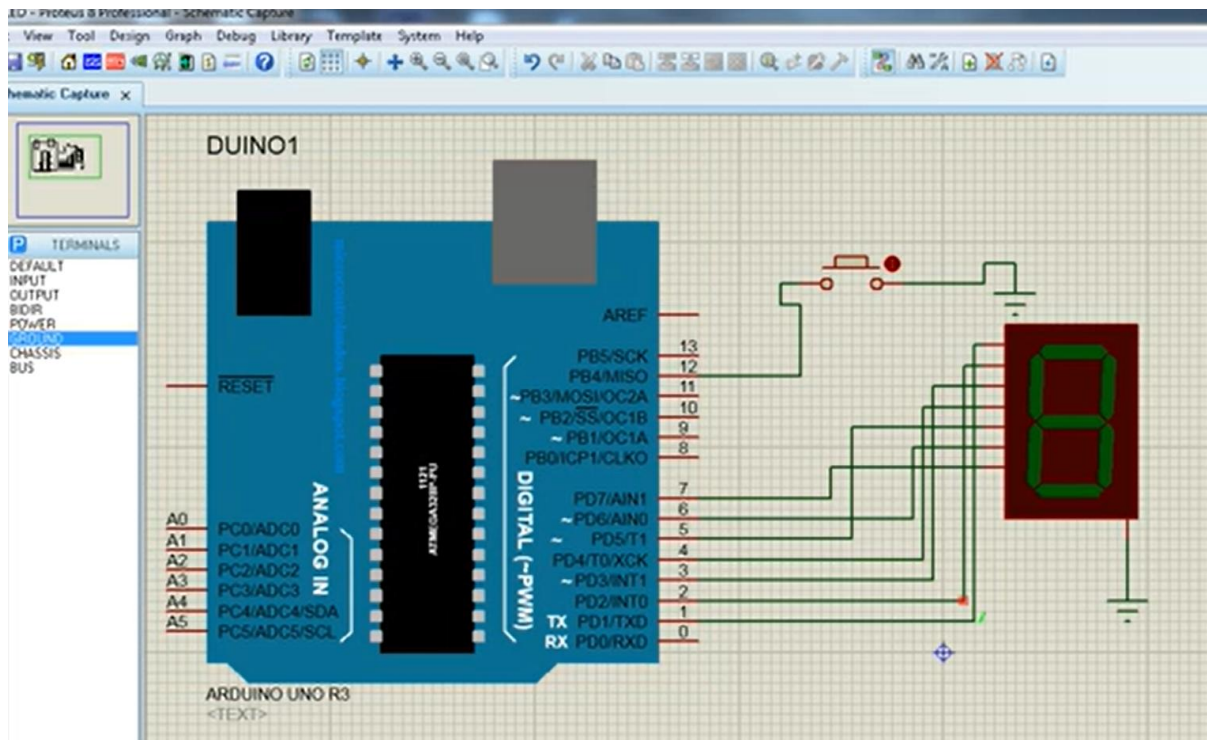 LED - Proteus 8 Professional - Schematic Capture
View Tool Design Graph Debug Library Template System Help
hematic Capture x
P TERMINALS
DEFAULT
INPUT
OUTPUT
BIDIR
POWER
GROUND
CHASSIS
BUS
DUINO1
AREF
PB5/SCK 13
PB4/MISO 12
~PB3/MOSI/OC2A 11
~ PB2/SS/OC1B 10
~ PB1/OC1A 9
PB0/ICP1/CLKO 8
RESET
PD7/AIN1 7
~PD6/AIN0 6
~ PD5/T1 5
PD4/T0/XCK 4
~PD3/INT1 3
PD2/INT0 2
TX PD1/TXD 1
RX PD0/RXD 0
DIGITAL (~PWM)
ANALOG IN
A0 PC0/ADC0
A1 PC1/ADC1
A2 PC2/ADC2
A3 PC3/ADC3
A4 PC4/ADC4/SDA
A5 PC5/ADC5/SCL
ARDUINO UNO R3
<TEXT>